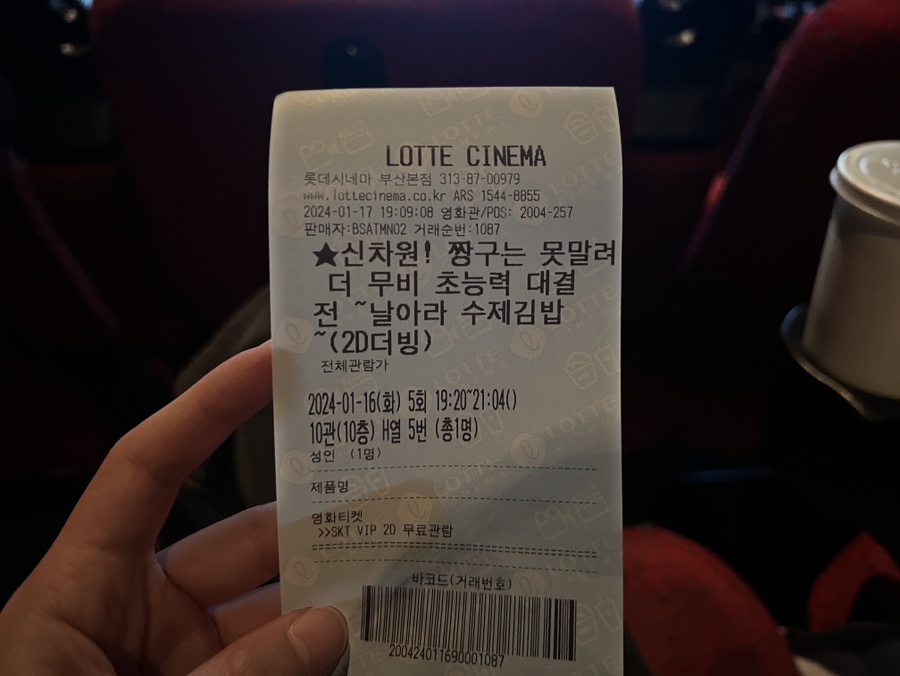 LOTTE CINEMA
롯데시네마 부산본점 313-87-00979
www.lottecinema.co.kr ARS 1544-8855
2024-01-17 19:09:08 영화관/POS: 2004-257
판매자:BSATMN02 거래순번:1087
★신차원! 짱구는 못말려
더 무비 초능력 대결
전 ~날아라 수제김밥
~(2D더빙)
전체관람가
2024-01-16(화) 5회 19:20~21:04()
10관(10층) H열 5번 (총1명)
성인 (1명)
제품명
영화티켓
>>SKT VIP 2D 무료관람
바코드(거래번호)
200424011690001087